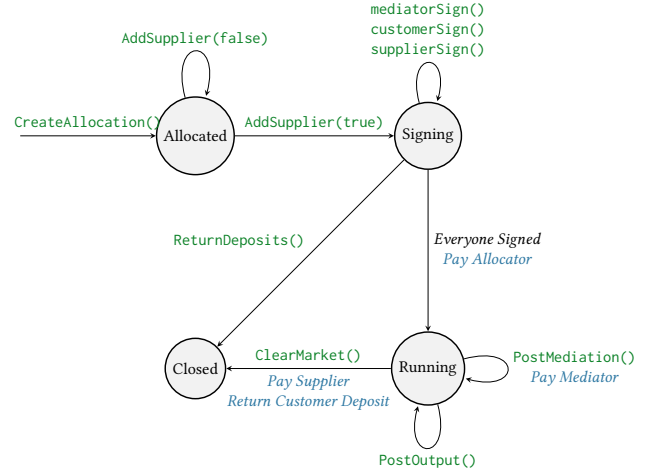 mediatorSign()
customerSign()
supplierSign()
AddSupplier(false)
CreateAllocation()
Allocated
AddSupplier(true)
Signing
ReturnDeposits()
Everyone Signed
Pay Allocator
Closed
ClearMarket()
Pay Supplier
Return Customer Deposit
Running
PostMediation()
Pay Mediator
PostOutput()